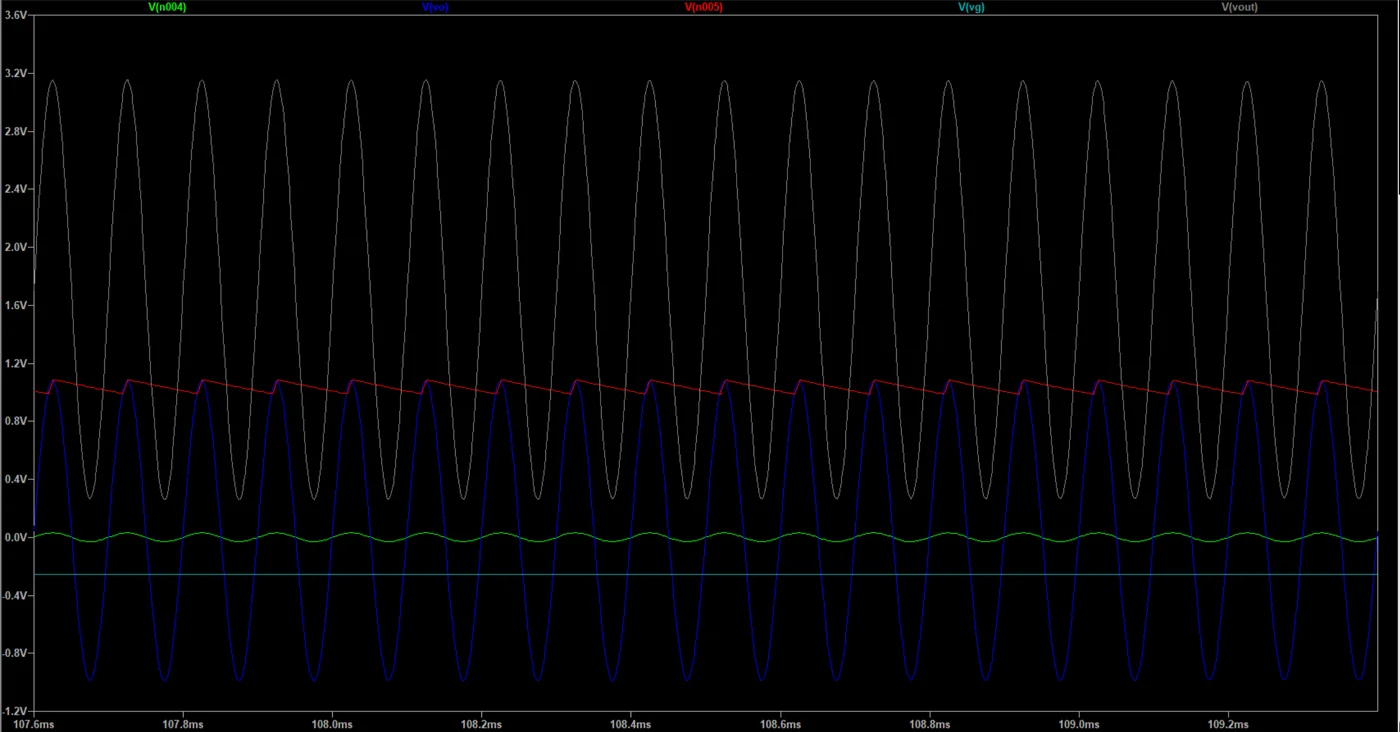 V(n004) V(vo) V(n005) V(vg) V(vout)
3.6V
3.2V
2.8V
2.4V
2.0V
1.6V
1.2V
0.8V
0.4V
0.0V
-0.4V
-0.8V
-1.2V
107.6ms 107.8ms 108.0ms 108.2ms 108.4ms 108.6ms 108.8ms 109.0ms 109.2ms